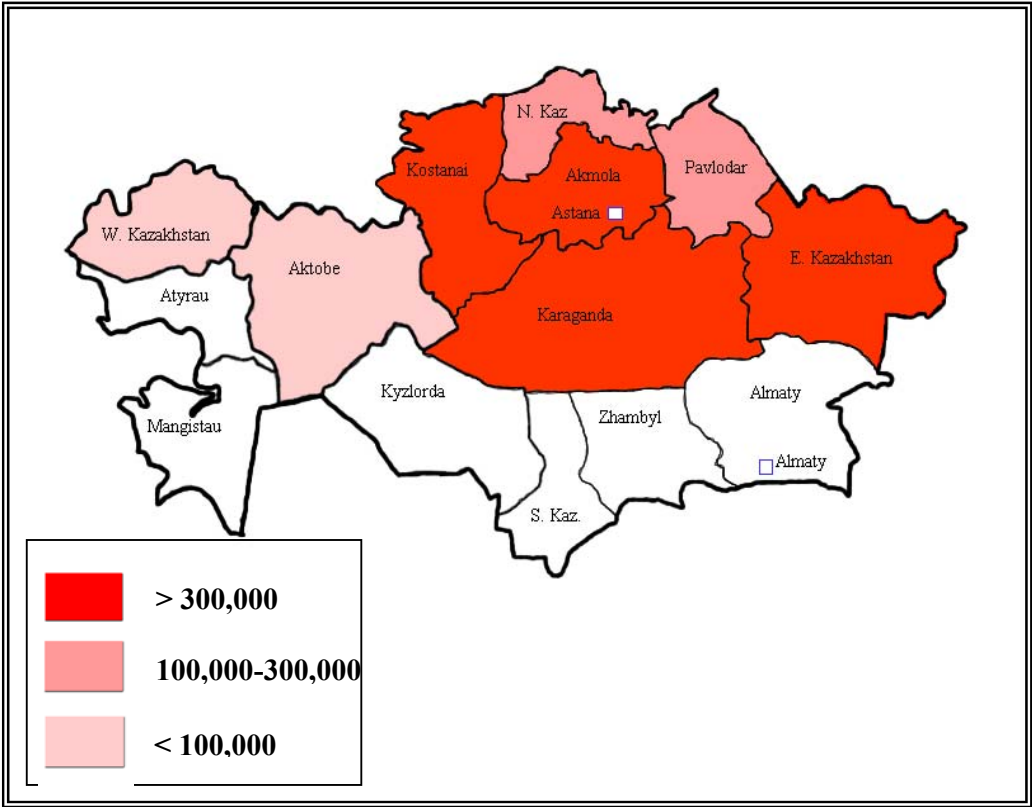 N. Kaz
Kostanai
Akmola
Pavlodar
Astana
W. Kazakhstan
Aktobe
E. Kazakhstan
Atyrau
Karaganda
Kyzlorda
Almaty
Mangistau
Zhambyl
Almaty
S. Kaz.
> 300,000
100,000-300,000
< 100,000